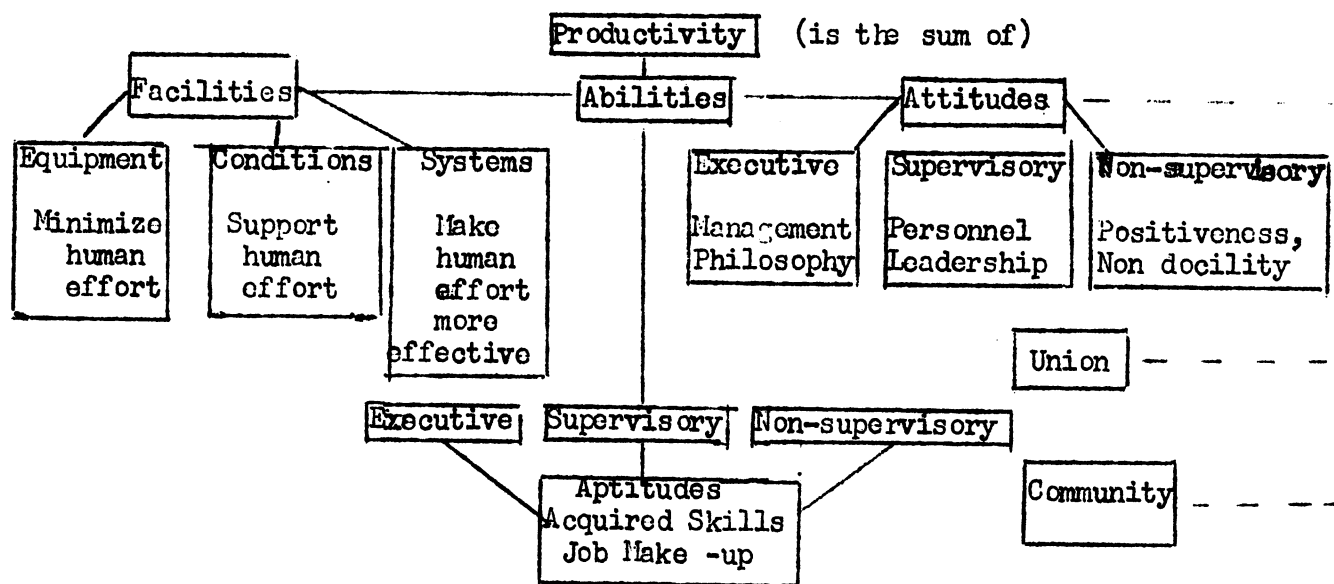 Productivity (is the sum of)
Facilities
Abilities
Attitudes
Equipment
Minimize
human
effort
Conditions
Support
human
effort
Systems
Make
human
effort
more
effective
Executive
Management
Philosophy
Supervisory
Personnel
Leadership
Non-supervisory
Positiveness,
Non docility
Union
Executive
Supervisory
Non-supervisory
Community
Aptitudes
Acquired Skills
Job Make -up